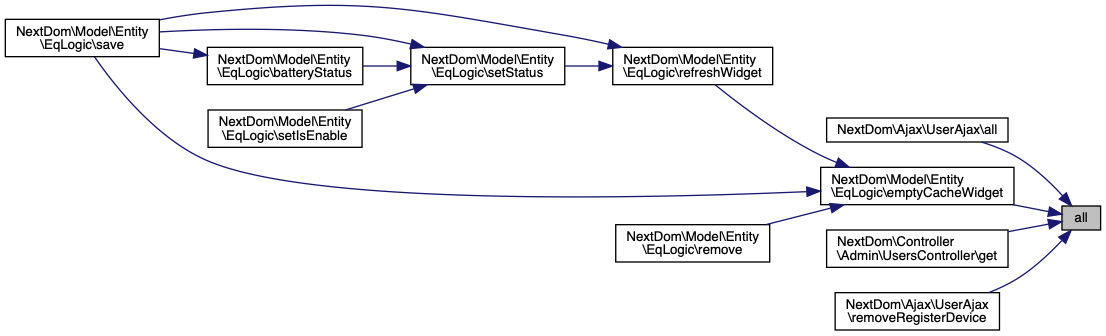 NextDom\Model\Entity
\EqLogic\save
NextDom\Model\Entity
\EqLogic\batteryStatus
NextDom\Model\Entity
\EqLogic\setStatus
NextDom\Model\Entity
\EqLogic\refreshWidget
NextDom\Model\Entity
\EqLogic\setIsEnable
NextDom\Ajax\UserAjax\all
NextDom\Model\Entity
\EqLogic\emptyCacheWidget
all
NextDom\Model\Entity
\EqLogic\remove
NextDom\Controller
\Admin\UsersController\get
NextDom\Ajax\UserAjax
\removeRegisterDevice